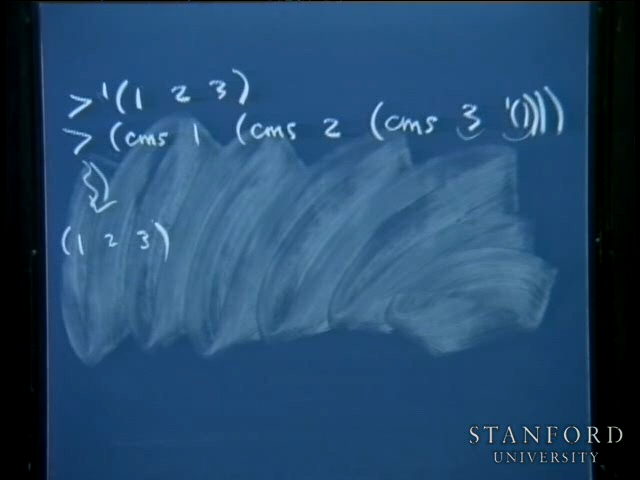 > '(1 2 3)
> (cons 1 (cons 2 (cons 3 '())))
(1 2 3)
STANFORD
UNIVERSITY